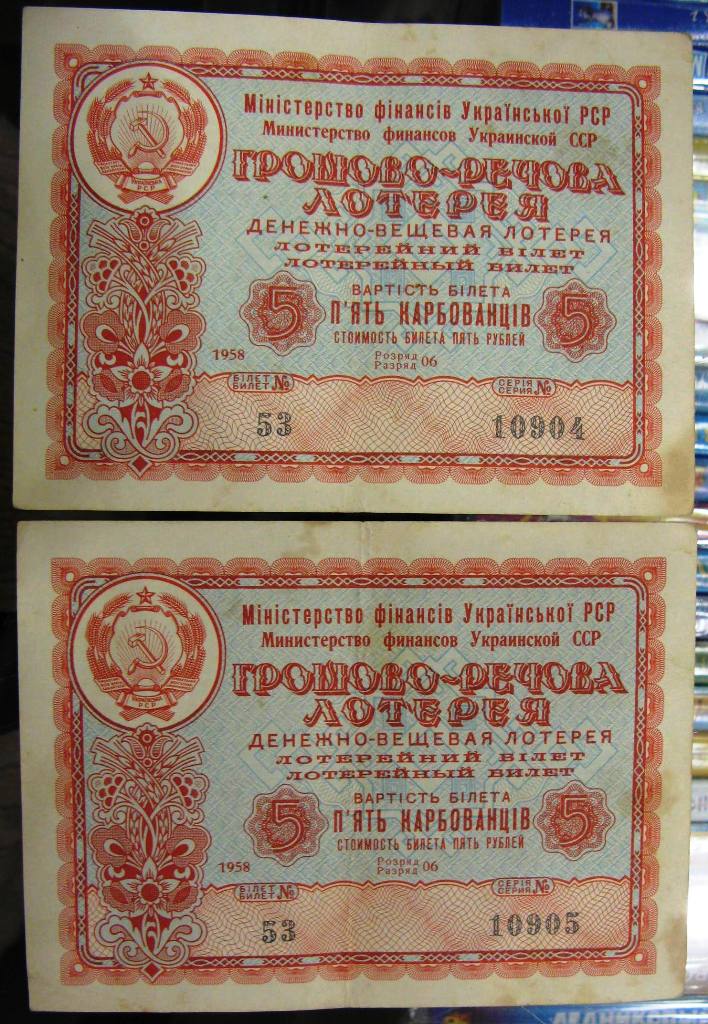 Міністерство фінансів Української РСР
Министерство финансов Украинской ССР
ГРОШОВО-РЕЧОВА
ЛОТЕРЕЯ
ДЕНЕЖНО-ВЕЩЕВАЯ ЛОТЕРЕЯ
ЛОТЕРЕЙНИЙ БІЛЕТ
ЛОТЕРЕЙНЫЙ БИЛЕТ
ВАРТІСТЬ БІЛЕТА
5 П'ЯТЬ КАРБОВАНЦІВ 5
СТОИМОСТЬ БИЛЕТА ПЯТЬ РУБЛЕЙ
1958
Розряд
Разряд 06
БІЛЕТ
БИЛЕТ №
СЕРІЯ
СЕРИЯ №
53
10904
УКРАЇНСЬКА
РСР
Міністерство фінансів Української РСР
Министерство финансов Украинской ССР
ГРОШОВО-РЕЧОВА
ЛОТЕРЕЯ
ДЕНЕЖНО-ВЕЩЕВАЯ ЛОТЕРЕЯ
ЛОТЕРЕЙНИЙ БІЛЕТ
ЛОТЕРЕЙНЫЙ БИЛЕТ
ВАРТІСТЬ БІЛЕТА
5 П'ЯТЬ КАРБОВАНЦІВ 5
СТОИМОСТЬ БИЛЕТА ПЯТЬ РУБЛЕЙ
1958
Розряд
Разряд 06
БІЛЕТ
БИЛЕТ №
СЕРІЯ
СЕРИЯ №
53
10905
УКРАЇНСЬКА
РСР